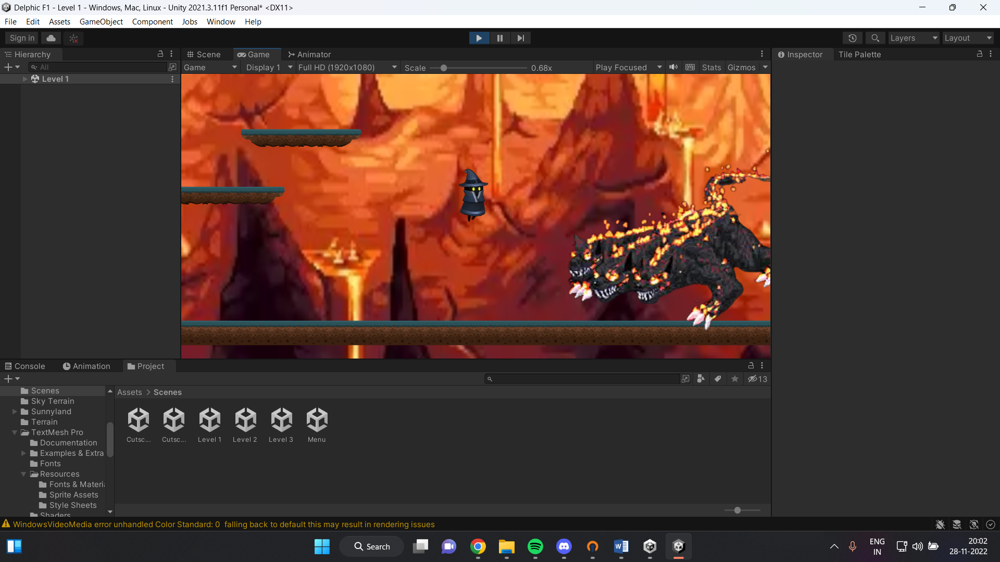 Delphic F1 - Level 1 - Windows, Mac, Linux - Unity 2021.3.11f1 Personal* <DX11>
File Edit Assets GameObject Component Jobs Window Help
Sign in Layers Layout
Hierarchy Scene Game Animator Inspector Tile Palette
All Game Display 1 Full HD (1920x1080) Scale 0.68x Play Focused Stats Gizmos
Level 1
Console Animation Project
13
Scenes Assets > Scenes
Sky Terrain
Sunnyland
Terrain
TextMesh Pro
Cutsc... Cutsc... Level 1 Level 2 Level 3 Menu
Documentation
Examples & Extra
Fonts
Resources
Fonts & Materi
Sprite Assets
Style Sheets
Shaders
WindowsVideoMedia error unhandled Color Standard: 0 falling back to default this may result in rendering issues
Search
ENG
IN
20:02
28-11-2022